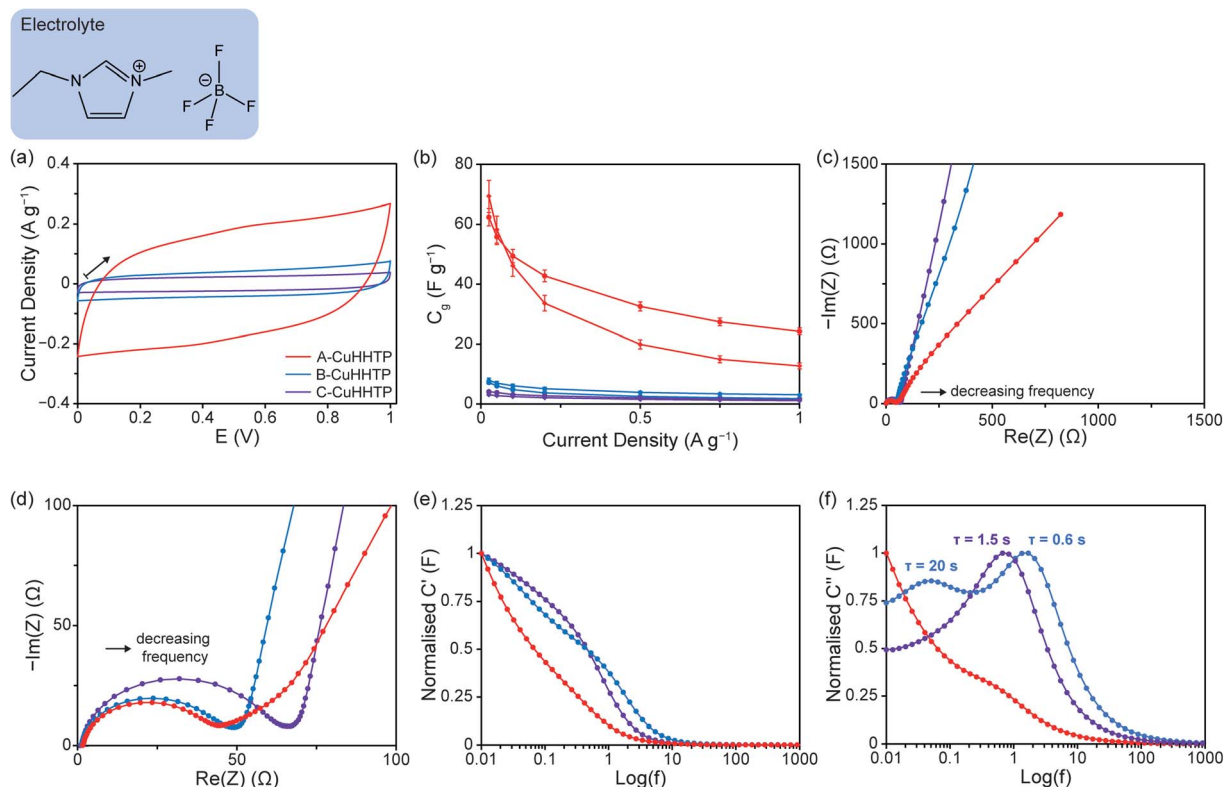 Electrolyte
N
N
⊕
F
F
B
⊖
F
F
(a)
0.4
0.2
0
−0.2
−0.4
Current Density (A g⁻¹)
A-CuHHTP
B-CuHHTP
C-CuHHTP
0
0.2
0.4
0.6
0.8
1
E (V)
(b)
80
60
40
20
0
C_g (F g⁻¹)
0
0.5
1
Current Density (A g⁻¹)
(c)
1500
1000
500
0
−Im(Z) (Ω)
decreasing frequency
0
500
1000
1500
Re(Z) (Ω)
(d)
100
50
0
−Im(Z) (Ω)
decreasing
frequency
0
50
75
100
Re(Z) (Ω)
(e)
1.25
1
0.75
0.5
0.25
0
Normalised C' (F)
0.01
0.1
1
10
100
1000
Log(f)
(f)
1.25
1
0.75
0.5
0.25
0
Normalised C'' (F)
τ = 1.5 s
τ = 0.6 s
τ = 20 s
0.01
0.1
1
10
100
1000
Log(f)